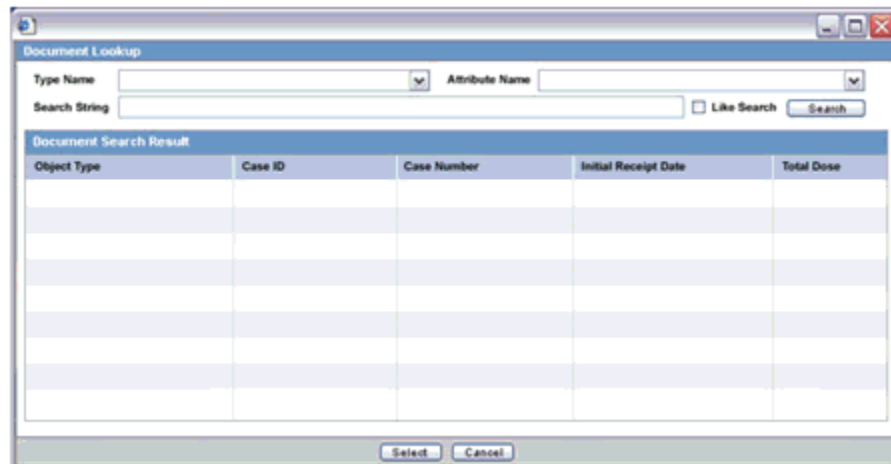 Document Lookup
Type Name Attribute Name
Search String Like Search Search
Document Search Result
Object Type Case ID Case Number Initial Receipt Date Total Dose
Select Cancel